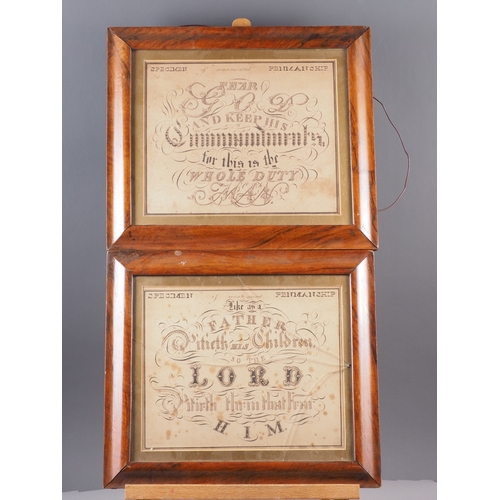 SPECIMEN PENMANSHIP
FEAR
GOD
AND KEEP HIS
Commandments,
for this is the
WHOLE DUTY
MAN
SPECIMEN PENMANSHIP
Like as a
FATHER
Pitieth HIS Children,
SO THE
LORD
Pitieth them that Fear
HIM